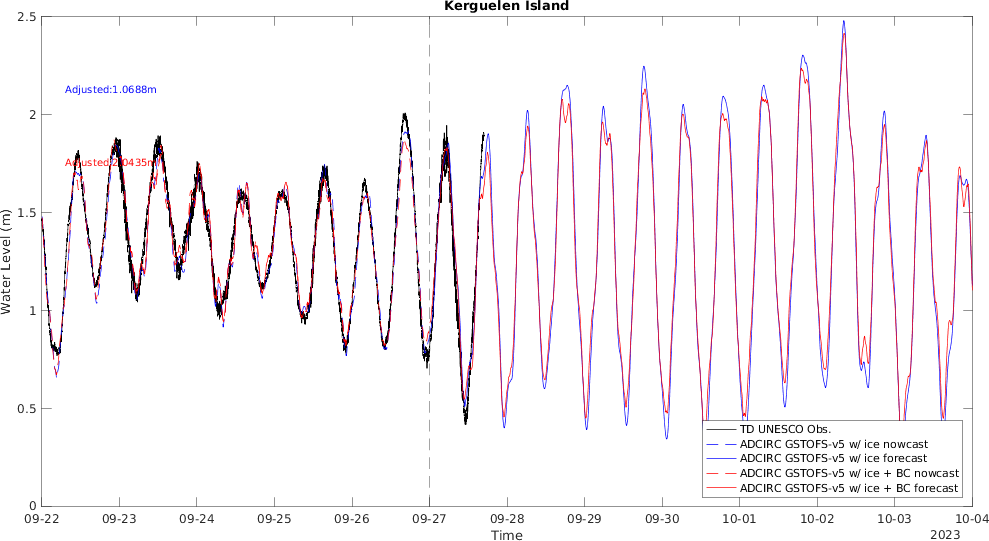 Kerguelen Island
2.5
2
1.5
1
0.5
0
Water Level (m)
Adjusted:1.0688m
Adjusted:2.0435m
TD UNESCO Obs.
ADCIRC GSTOFS-v5 w/ ice nowcast
ADCIRC GSTOFS-v5 w/ ice forecast
ADCIRC GSTOFS-v5 w/ ice + BC nowcast
ADCIRC GSTOFS-v5 w/ ice + BC forecast
09-22 09-23 09-24 09-25 09-26 09-27 09-28 09-29 09-30 10-01 10-02 10-03 10-04
Time
2023